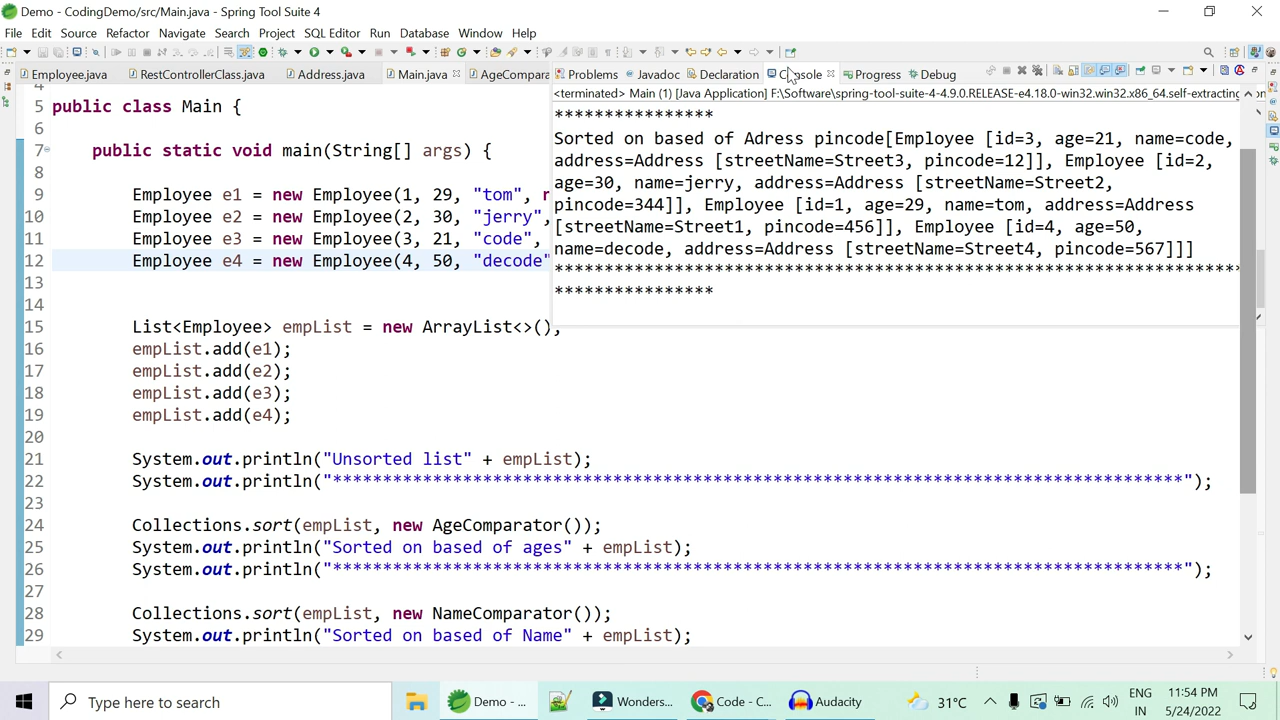 Demo - CodingDemo/src/Main.java - Spring Tool Suite 4
File Edit Source Refactor Navigate Search Project SQL Editor Run Database Window Help
Employee.java RestControllerClass.java Address.java Main.java AgeCompara
Problems Javadoc Declaration Console Progress Debug
<terminated> Main (1) [Java Application] F:\Software\spring-tool-suite-4-4.9.0.RELEASE-e4.18.0-win32.win32.x86_64.self-extracting
***************
Sorted on based of Adress pincode[Employee [id=3, age=21, name=code,
address=Address [streetName=Street3, pincode=12]], Employee [id=2,
age=30, name=jerry, address=Address [streetName=Street2,
pincode=344]], Employee [id=1, age=29, name=tom, address=Address
[streetName=Street1, pincode=456]], Employee [id=4, age=50,
name=decode, address=Address [streetName=Street4, pincode=567]]]
*********************************************************************
****************
4
5 public class Main {
6
7 public static void main(String[] args) {
8
9 Employee e1 = new Employee(1, 29, "tom", n
10 Employee e2 = new Employee(2, 30, "jerry",
11 Employee e3 = new Employee(3, 21, "code",
12 Employee e4 = new Employee(4, 50, "decode"
13
14
15 List<Employee> empList = new ArrayList<>();
16 empList.add(e1);
17 empList.add(e2);
18 empList.add(e3);
19 empList.add(e4);
20
21 System.out.println("Unsorted list" + empList);
22 System.out.println("*************************************************************************************");
23
24 Collections.sort(empList, new AgeComparator());
25 System.out.println("Sorted on based of ages" + empList);
26 System.out.println("*************************************************************************************");
27
28 Collections.sort(empList, new NameComparator());
29 System.out.println("Sorted on based of Name" + empList);
Type here to search
Demo - ...
Wonders...
Code - C...
Audacity
31°C
ENG
IN
11:54 PM
5/24/2022